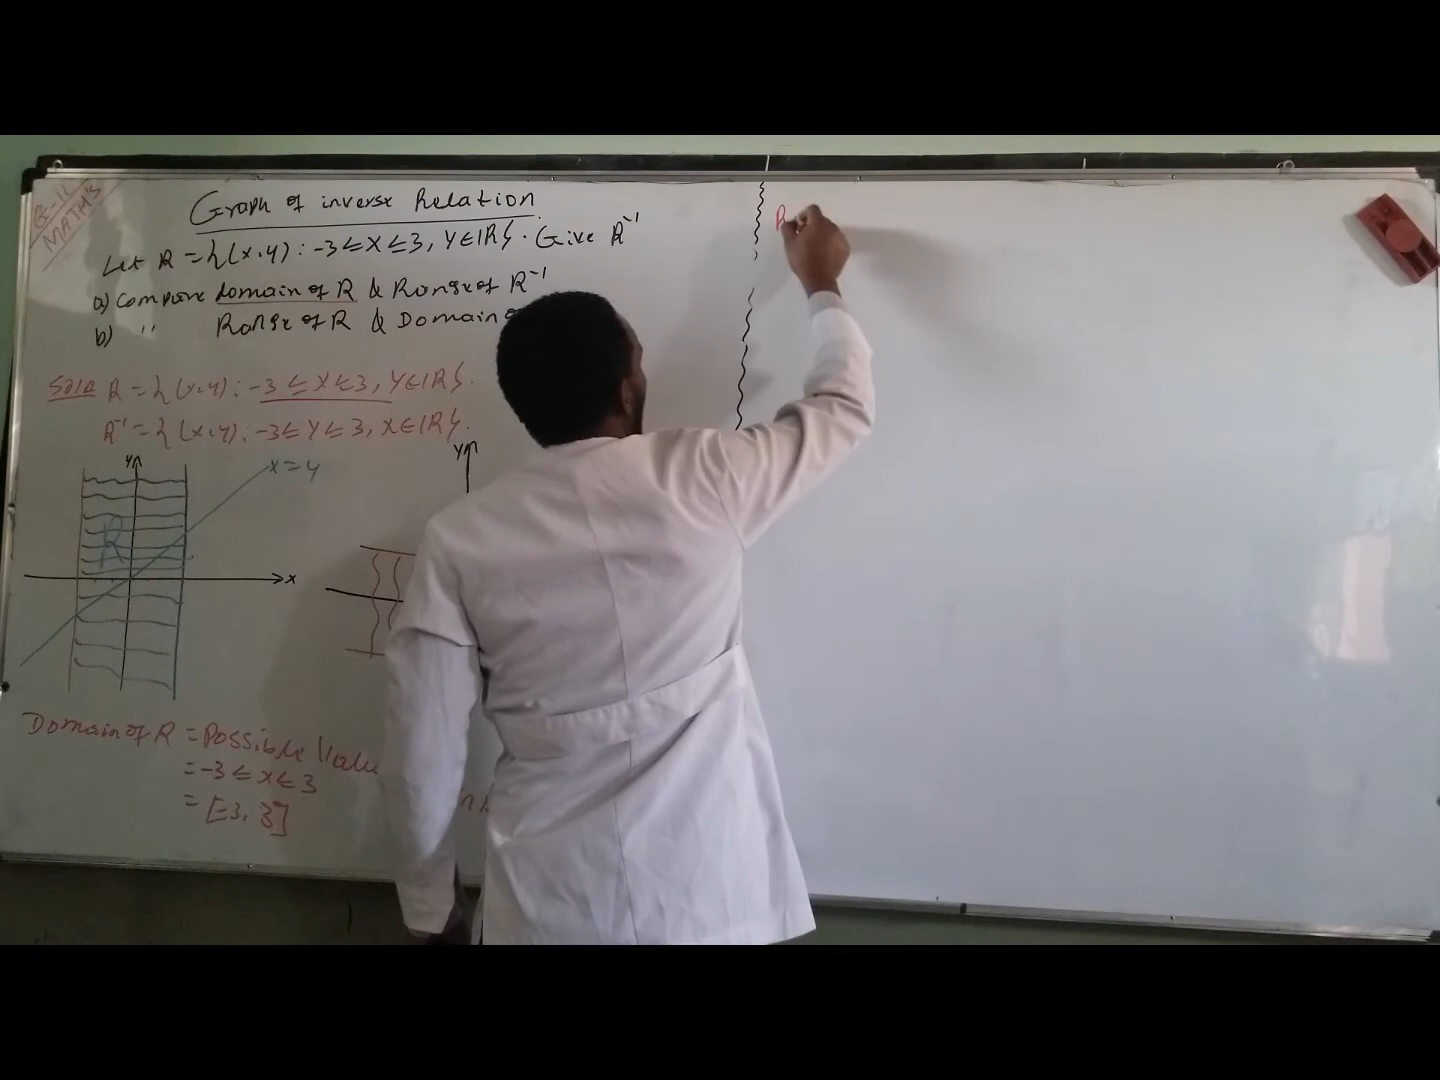 G-11
MATH'S
Graph of inverse Relation
Let R = {(x,y) : -3 ≤ x ≤ 3, y ∈ IR}. Give R⁻¹
a) Compare domain of R & Range of R⁻¹
b) " Range of R & Domain
Soln R = {(x,y) : -3 ≤ x ≤ 3, y ∈ IR}.
R⁻¹ = {(x,y) : -3 ≤ y ≤ 3, x ∈ IR}.
y
x = y
y
R
x
Domain of R = Possible Value
= -3 ≤ x ≤ 3
= [-3, 3]
R